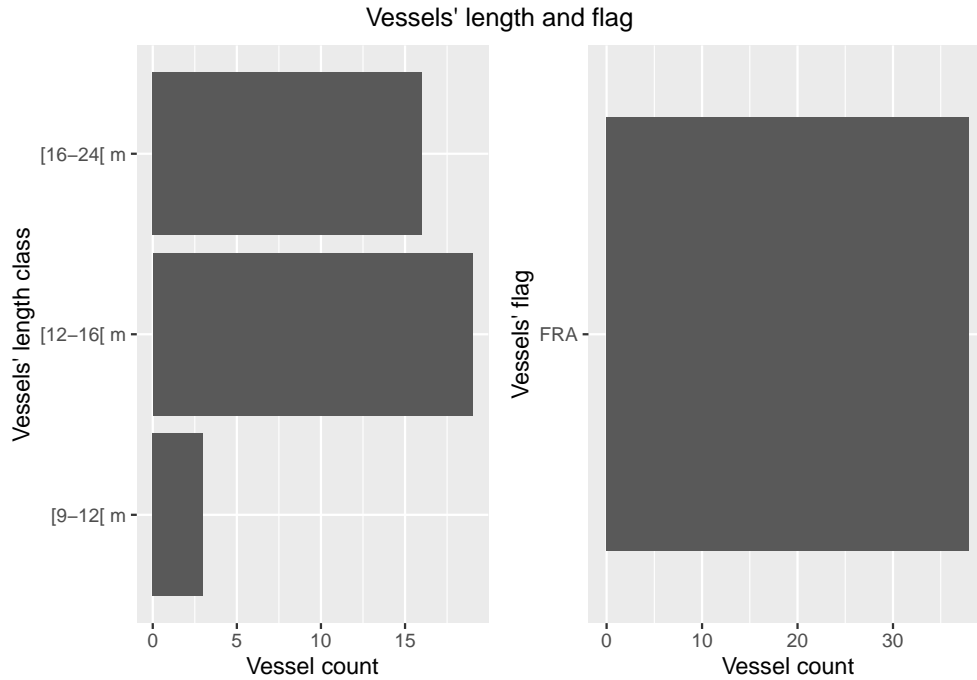 Vessels' length and flag
Vessels' length class
[16−24[ m
[12−16[ m
[9−12[ m
0 5 10 15
Vessel count
Vessels' flag
FRA
0 10 20 30
Vessel count